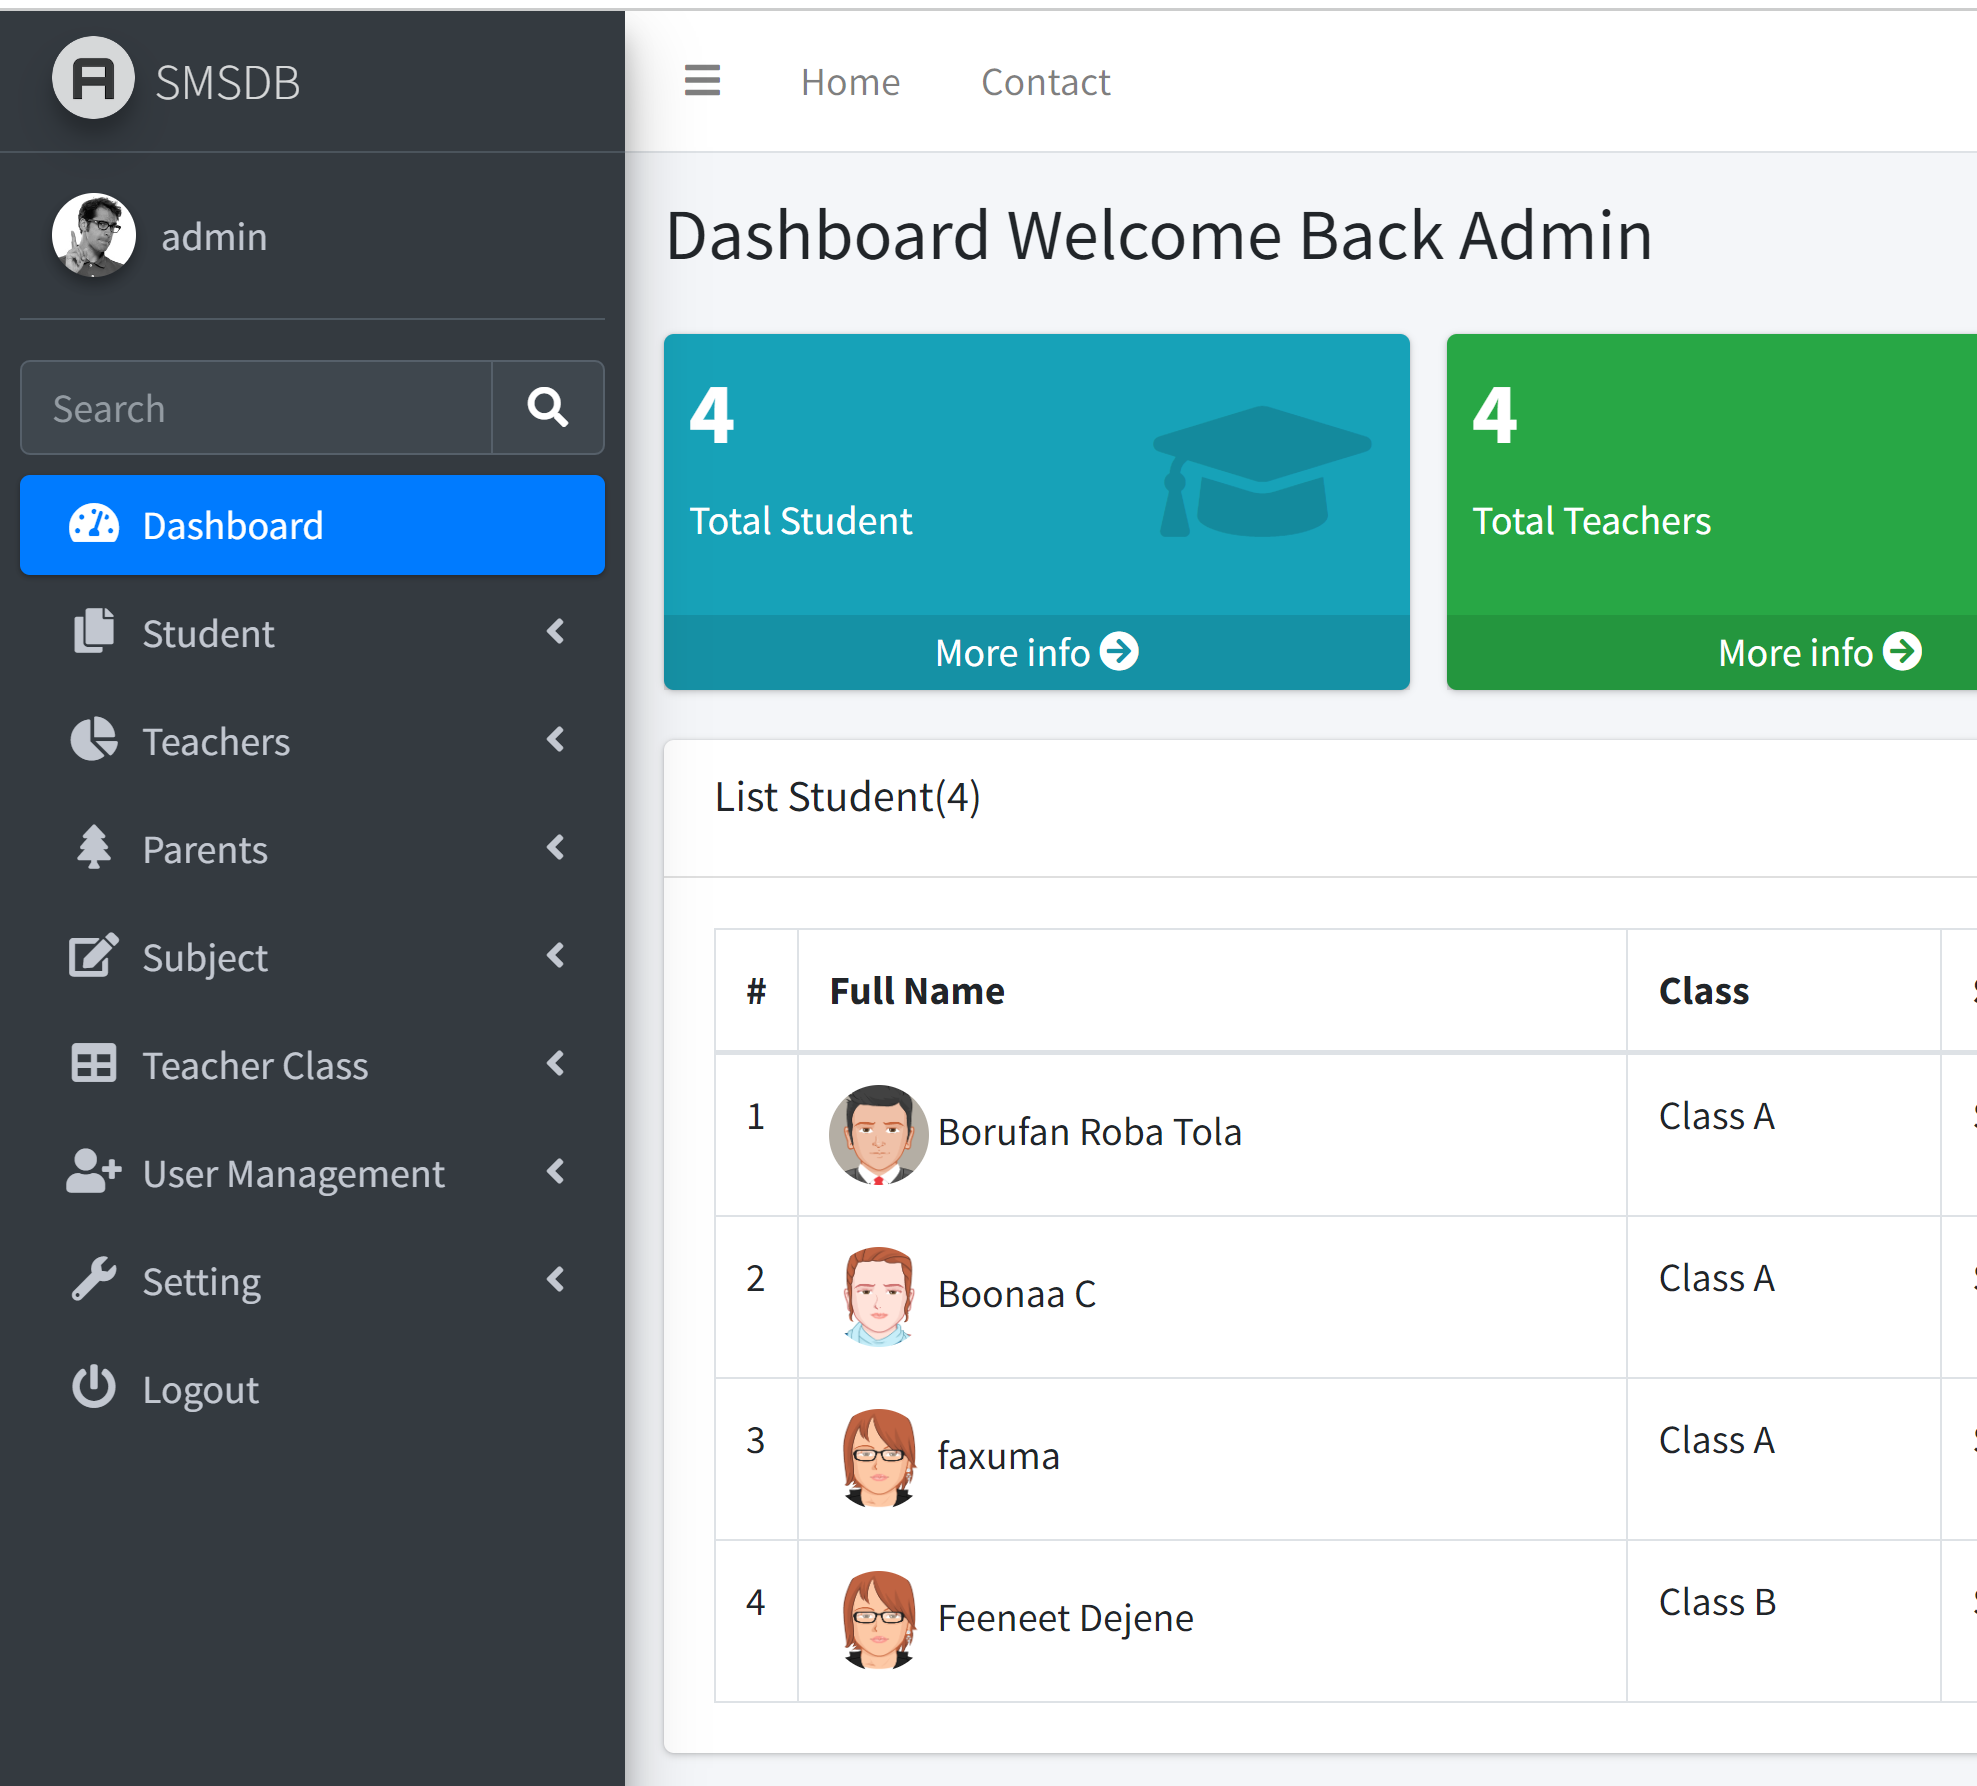 SMSDB
Home Contact
admin
Dashboard Welcome Back Admin
Search
Dashboard
Student
Teachers
Parents
Subject
Teacher Class
User Management
Setting
Logout
4
Total Student
More info
4
Total Teachers
More info
List Student(4)
# Full Name Class
1 Borufan Roba Tola Class A
2 Boonaa C Class A
3 faxuma Class A
4 Feeneet Dejene Class B